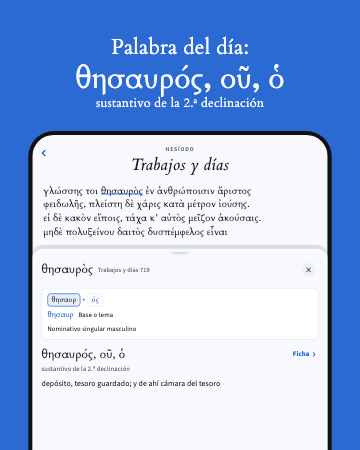 Palabra del día:
θησαυρός, οῦ, ὁ
sustantivo de la 2.ª declinación
HESÍODO
Trabajos y días
γλώσσης τοι θησαυρὸς ἐν ἀνθρώποισιν ἄριστος
φειδωλῆς, πλείστη δὲ χάρις κατὰ μέτρον ἰούσης.
εἰ δὲ κακὸν εἴποις, τάχα κ’ αὐτὸς μεῖζον ἀκούσαις.
μηδὲ πολυξείνου δαιτὸς δυσπέμφελος εἶναι
θησαυρὸς Trabajos y días 719
θησαυρ + ός
θησαυρ Base o tema
Nominativo singular masculino
θησαυρός, οῦ, ὁ Ficha
sustantivo de la 2.ª declinación
depósito, tesoro guardado; y de ahí cámara del tesoro